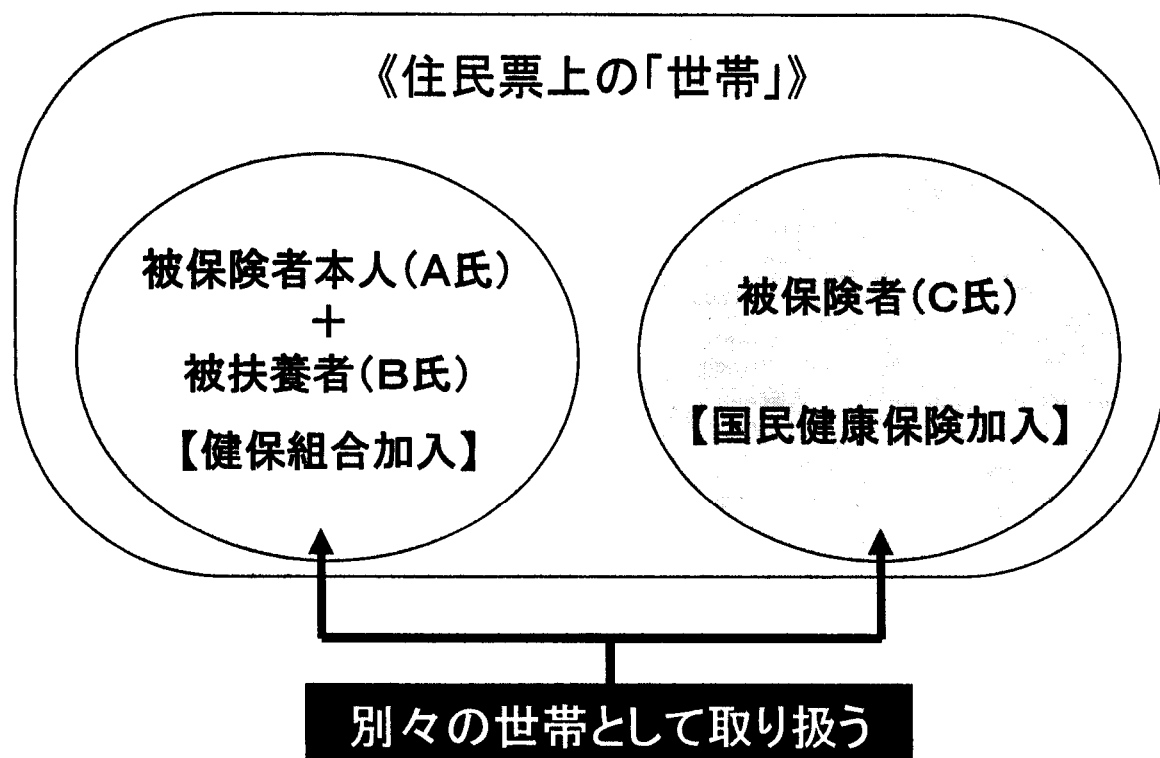 《住民票上の「世帯」》
被保険者本人(A氏)
+
被扶養者(B氏)
【健保組合加入】
被保険者(C氏)
【国民健康保険加入】
別々の世帯として取り扱う